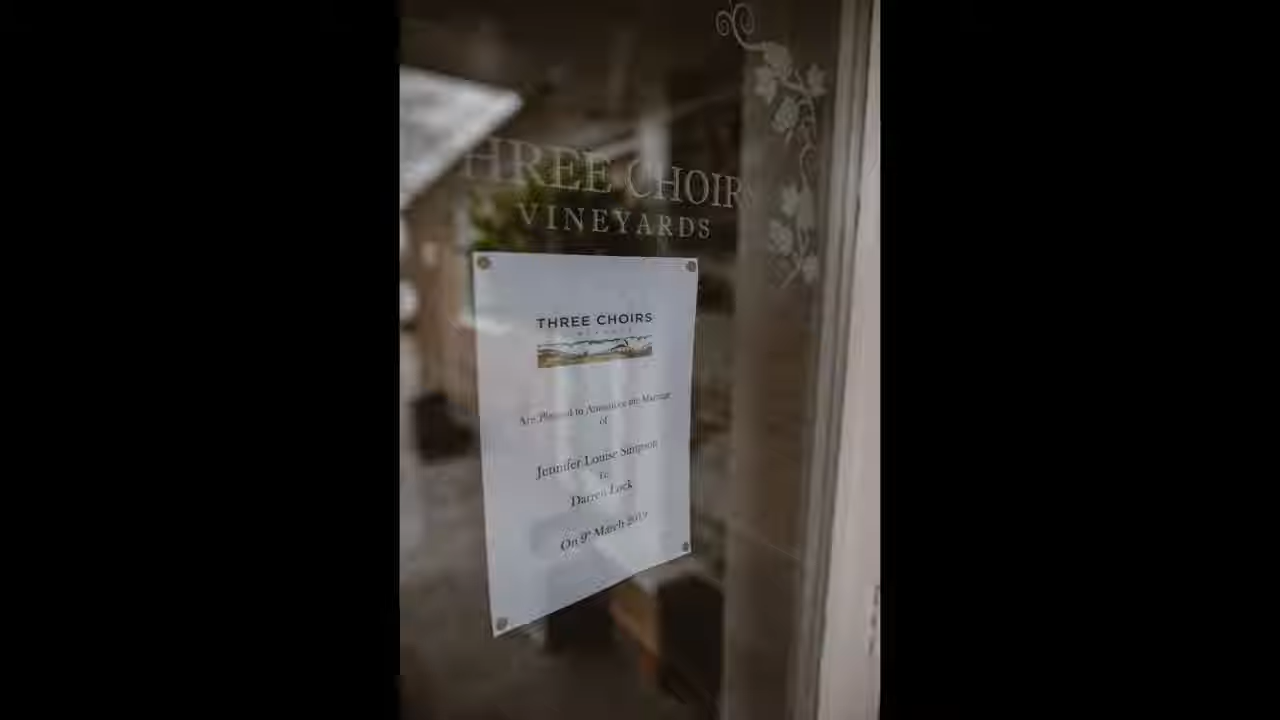 THREE CHOIRS
VINEYARDS
THREE CHOIRS
Are Pleased to Announce the Marriage
of
Jennifer Louise Simpson
to
Darren Lock
On 9th March 2019